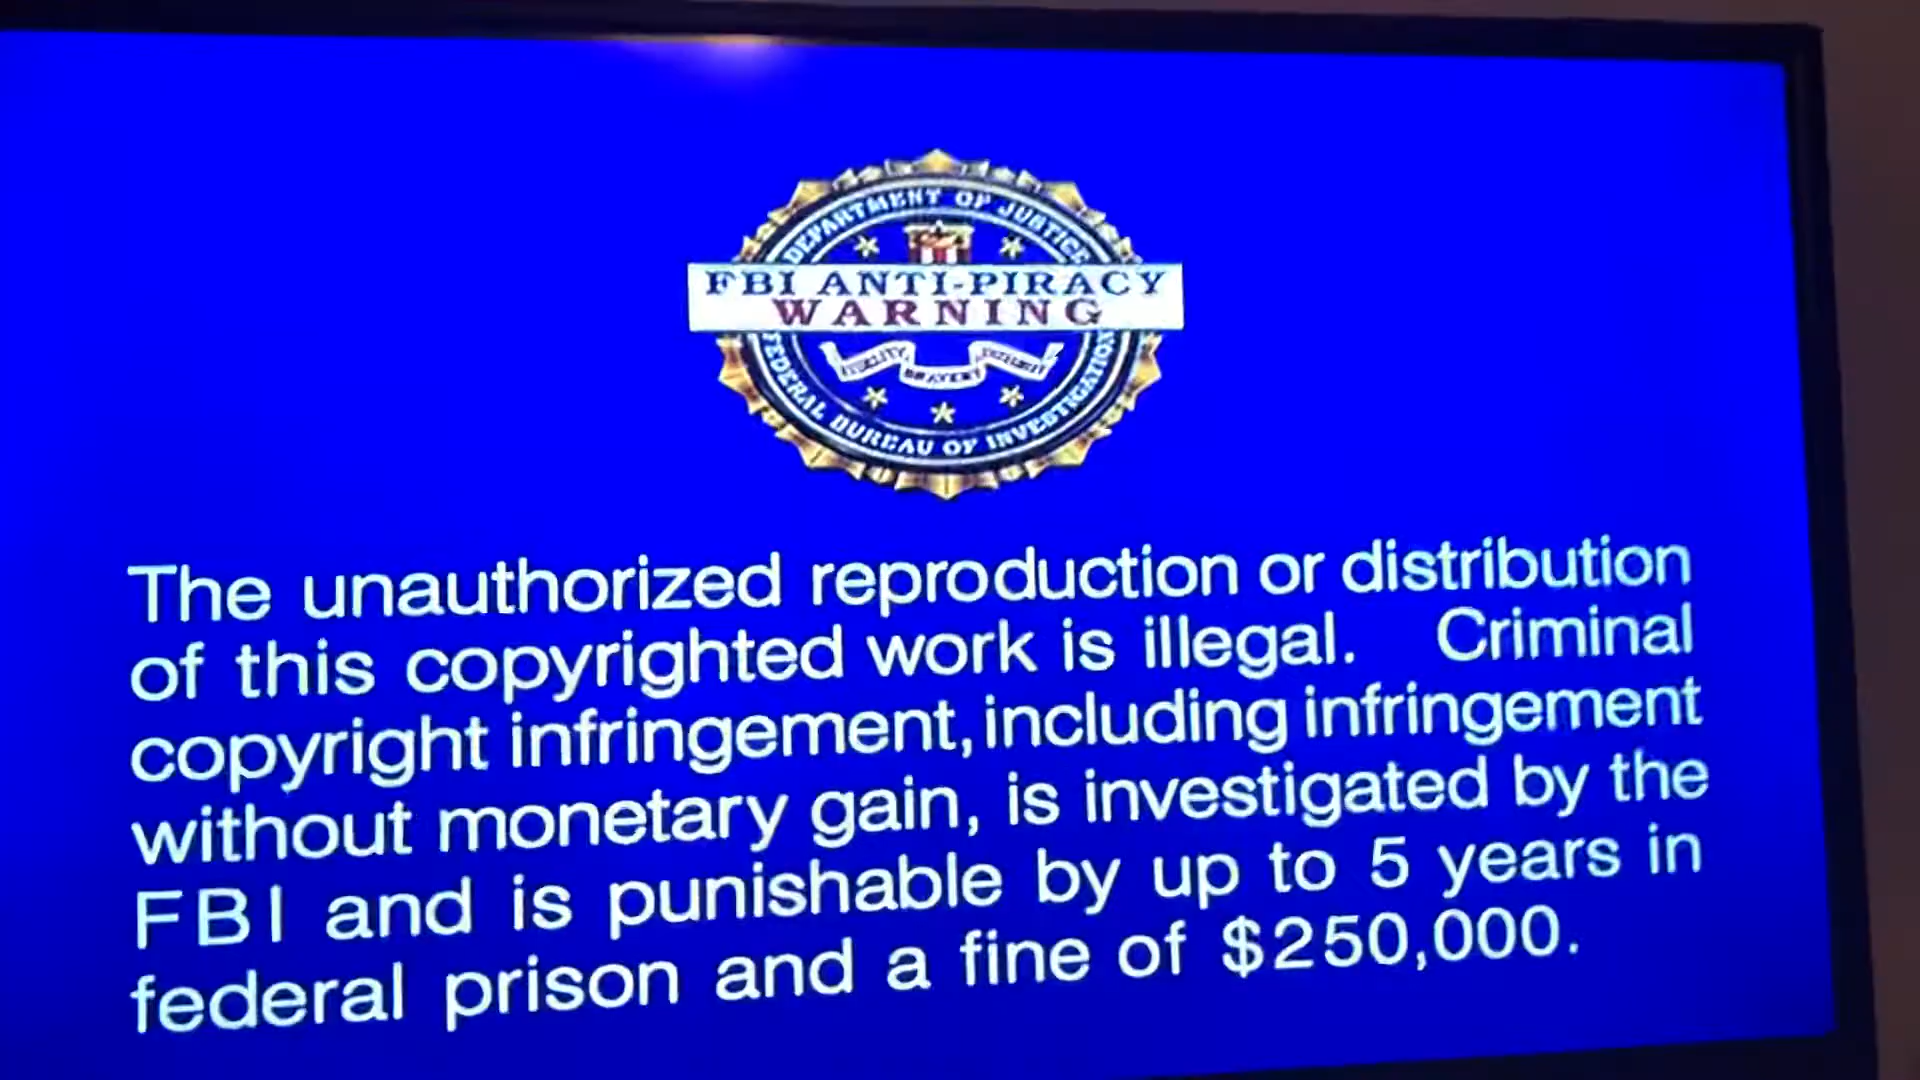 DEPARTMENT OF JUSTICE
FBI ANTI-PIRACY
WARNING
FIDELITY BRAVERY INTEGRITY
FEDERAL BUREAU OF INVESTIGATION
The unauthorized reproduction or distribution
of this copyrighted work is illegal. Criminal
copyright infringement, including infringement
without monetary gain, is investigated by the
FBI and is punishable by up to 5 years in
federal prison and a fine of $250,000.